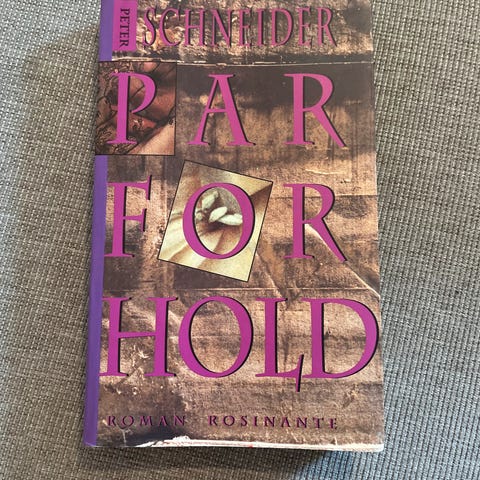 PETER
SCHNEIDER
PAR
FOR
HOLD
ROMAN ROSINANTE